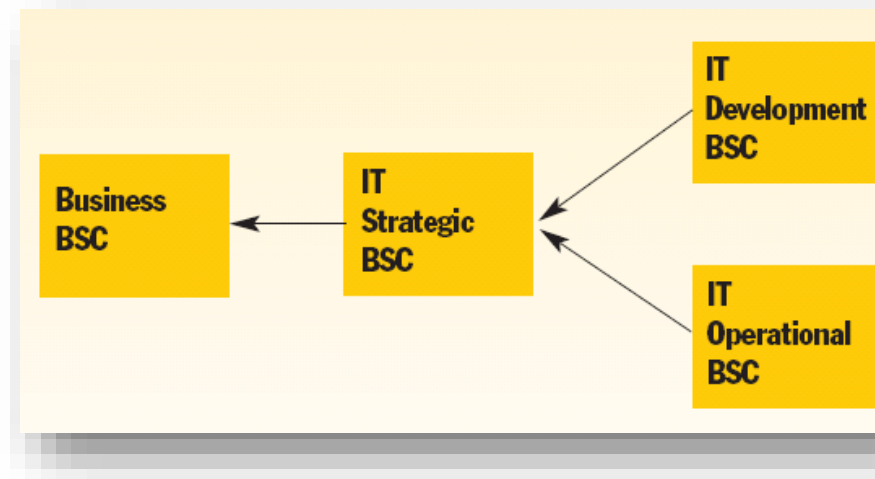 Business
BSC
IT
Strategic
BSC
IT
Development
BSC
IT
Operational
BSC